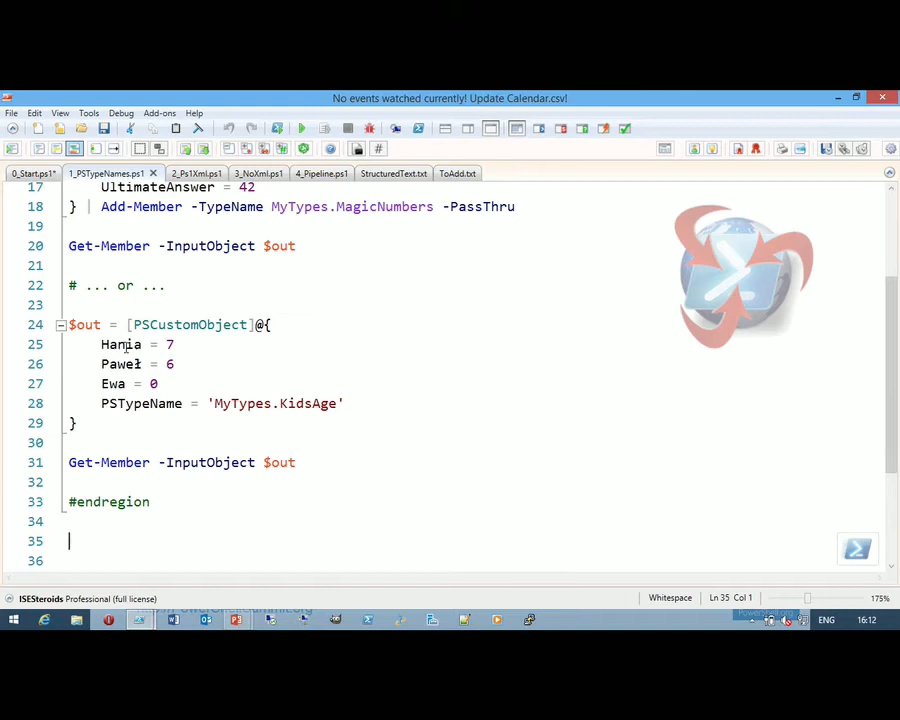 No events watched currently! Update Calendar.csv!
File Edit View Tools Debug Add-ons Help
0_Start.ps1* 1_PSTypeNames.ps1 2_Ps1Xml.ps1 3_NoXml.ps1 4_Pipeline.ps1 StructuredText.txt ToAdd.txt
17 UltimateAnswer = 42
18 } | Add-Member -TypeName MyTypes.MagicNumbers -PassThru
19
20 Get-Member -InputObject $out
21
22 # ... or ...
23
24 $out = [PSCustomObject]@{
25 Hania = 7
26 Paweł = 6
27 Ewa = 0
28 PSTypeName = 'MyTypes.KidsAge'
29 }
30
31 Get-Member -InputObject $out
32
33 #endregion
34
35
36
ISESteroids Professional (full license) Whitespace Ln 35 Col 1 175%
ENG 16:12